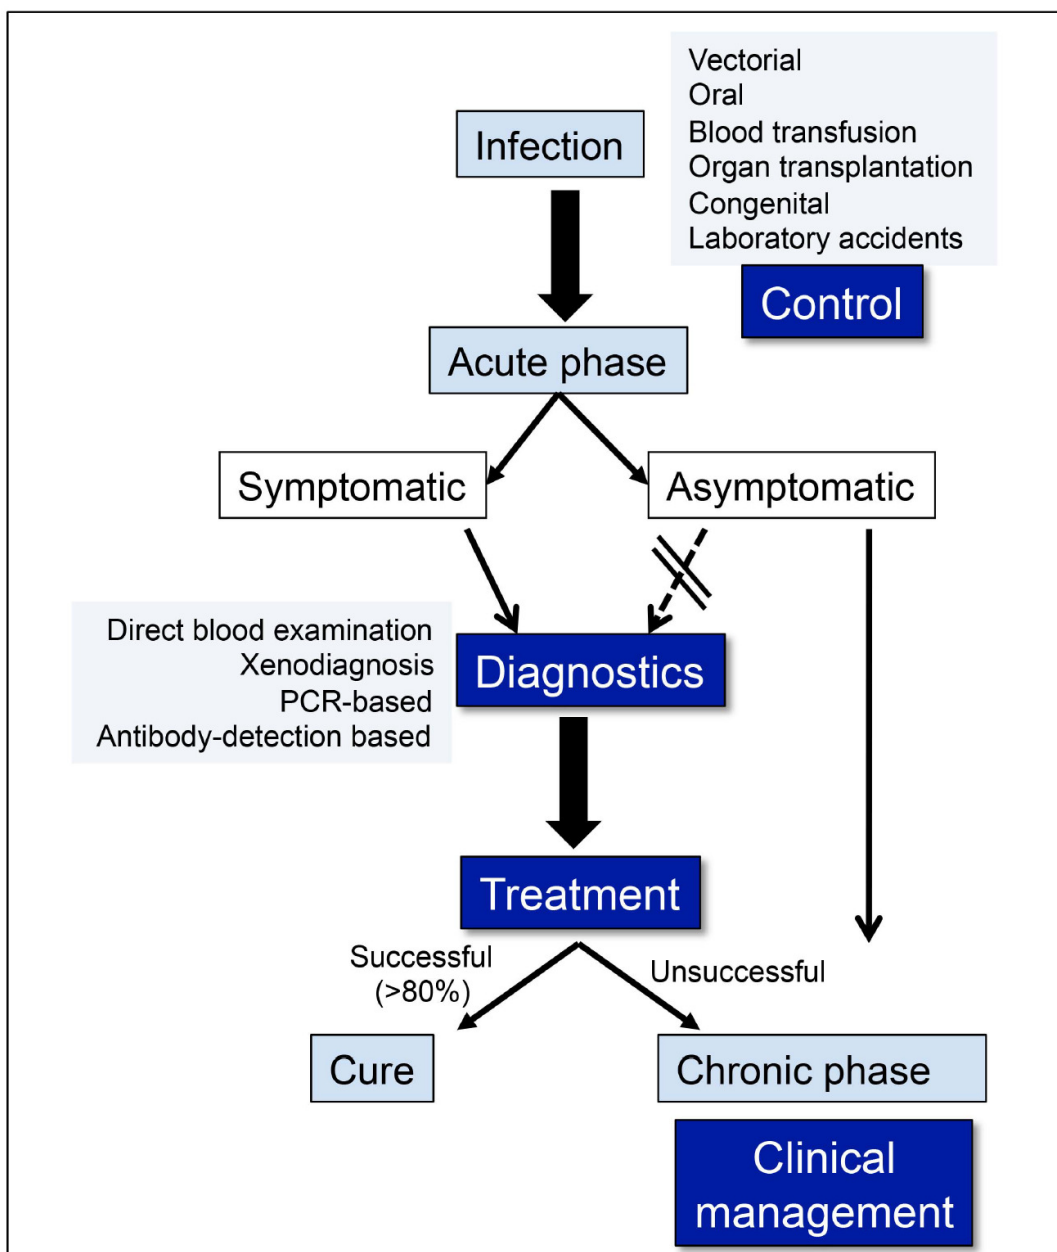 Vectorial
Oral
Blood transfusion
Organ transplantation
Congenital
Laboratory accidents
Infection
Control
Acute phase
Symptomatic
Asymptomatic
Direct blood examination
Xenodiagnosis
PCR-based
Antibody-detection based
Diagnostics
Treatment
Successful
(>80%)
Unsuccessful
Cure
Chronic phase
Clinical
management